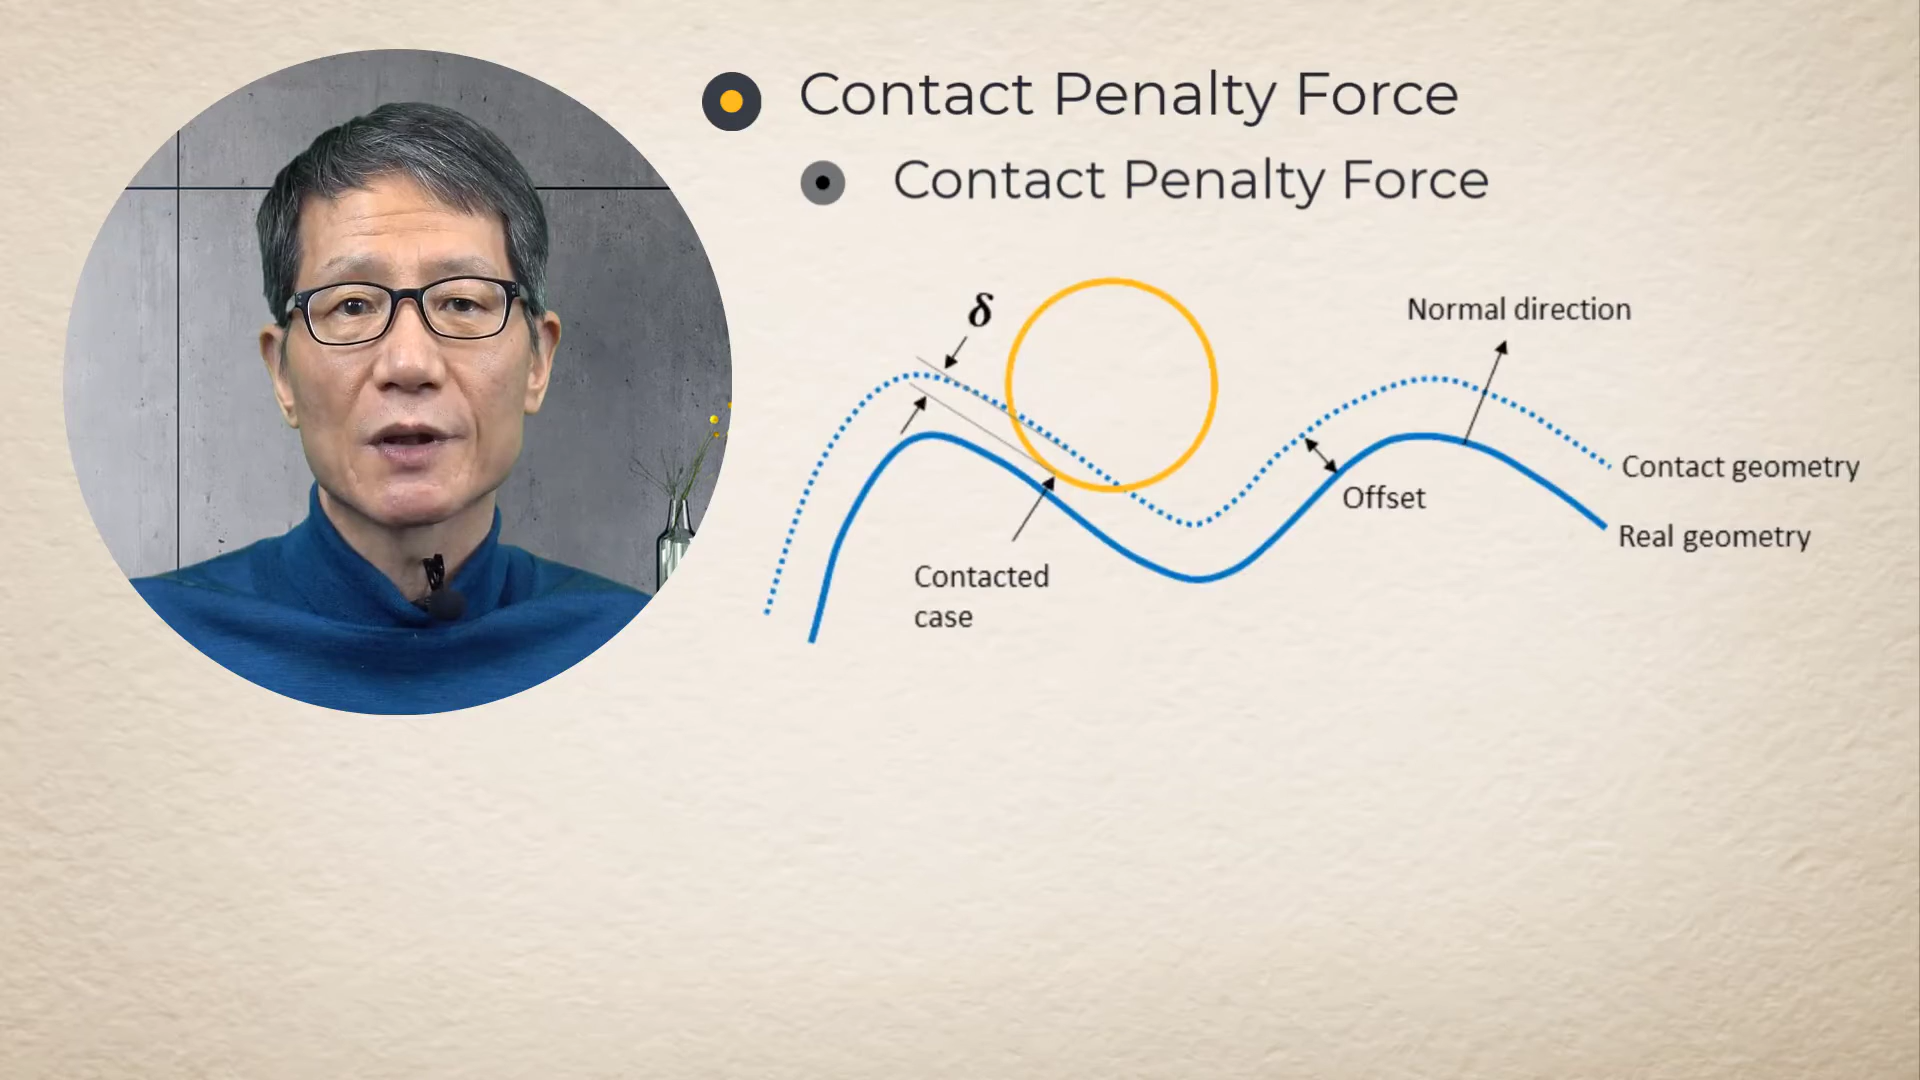 Contact Penalty Force
Contact Penalty Force
δ
Normal direction
Contact geometry
Offset
Real geometry
Contacted
case